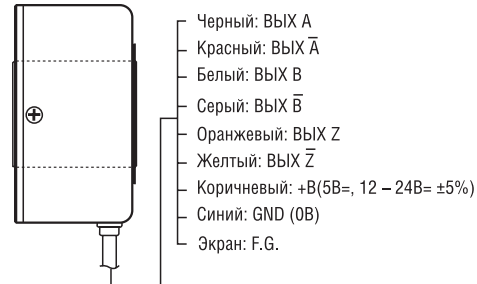 Черный: ВЫХ A
Красный: ВЫХ A̅
Белый: ВЫХ B
Серый: ВЫХ B̅
Оранжевый: ВЫХ Z
Желтый: ВЫХ Z̅
Коричневый: +В(5В=, 12 – 24В= ±5%)
Синий: GND (0В)
Экран: F.G.